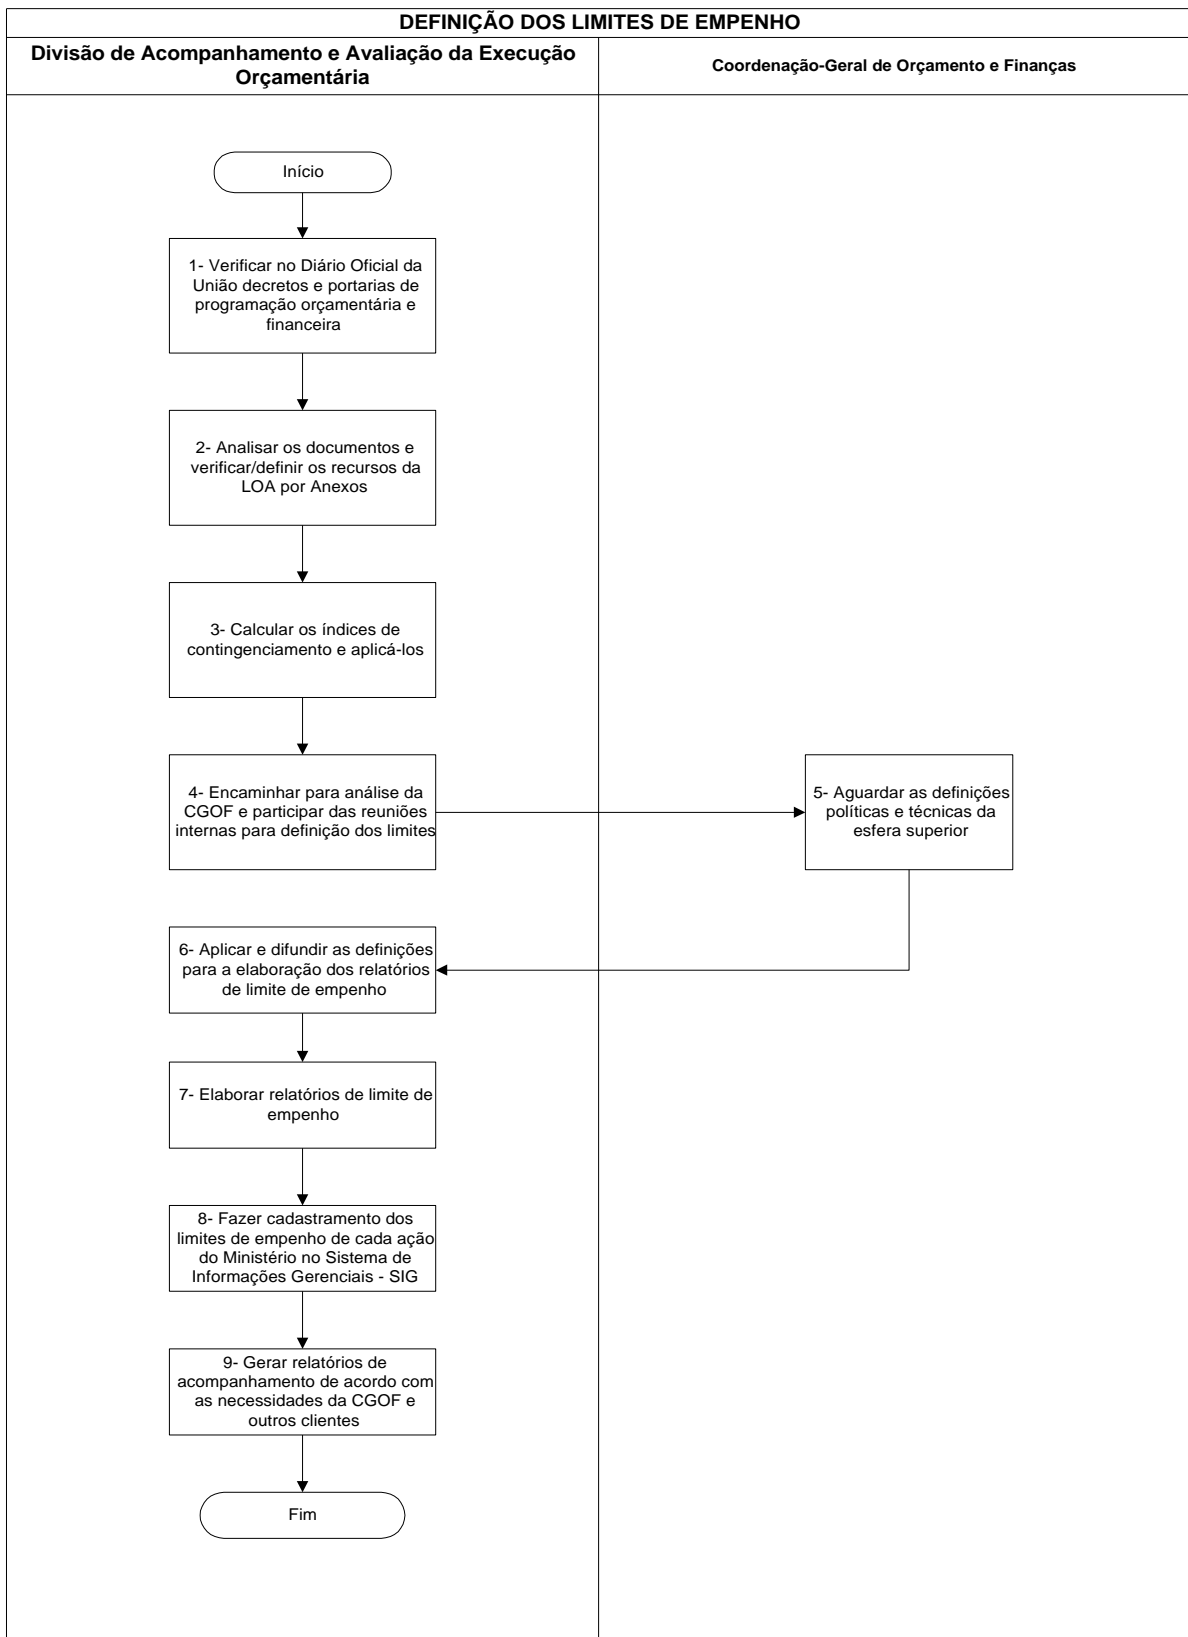 DEFINIÇÃO DOS LIMITES DE EMPENHO
Divisão de Acompanhamento e Avaliação da Execução
Orçamentária
Coordenação-Geral de Orçamento e Finanças
Início
1- Verificar no Diário Oficial da
União decretos e portarias de
programação orçamentária e
financeira
2- Analisar os documentos e
verificar/definir os recursos da
LOA por Anexos
3- Calcular os índices de
contingenciamento e aplicá-los
4- Encaminhar para análise da
CGOF e participar das reuniões
internas para definição dos limites
5- Aguardar as definições
políticas e técnicas da
esfera superior
6- Aplicar e difundir as definições
para a elaboração dos relatórios
de limite de empenho
7- Elaborar relatórios de limite de
empenho
8- Fazer cadastramento dos
limites de empenho de cada ação
do Ministério no Sistema de
Informações Gerenciais - SIG
9- Gerar relatórios de
acompanhamento de acordo com
as necessidades da CGOF e
outros clientes
Fim